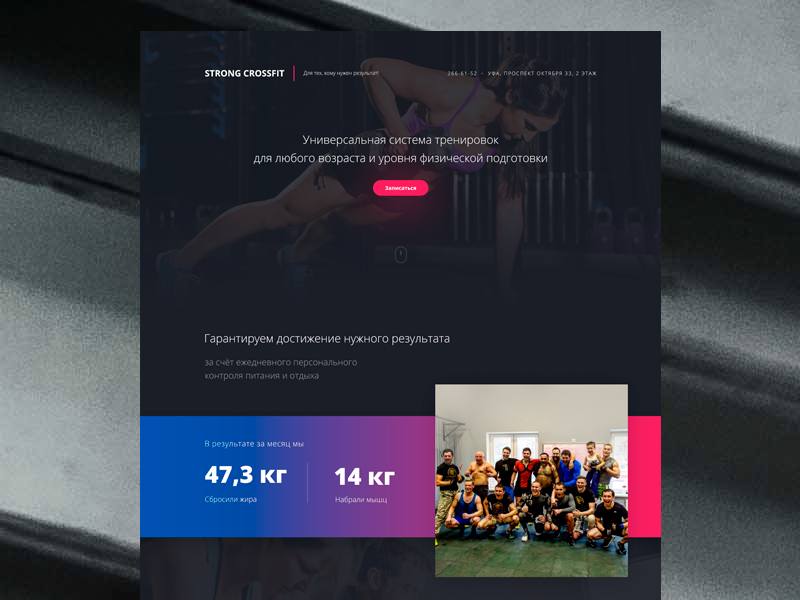 STRONG CROSSFIT
Для тех, кому нужен результат
266-61-52 - УФА, ПРОСПЕКТ ОКТЯБРЯ 33, 2 ЭТАЖ
Универсальная система тренировок
для любого возраста и уровня физической подготовки
Записаться
Гарантируем достижение нужного результата
за счёт ежедневного персонального
контроля питания и отдыха
В результате за месяц мы
47,3 кг 14 кг
Сбросили жира Набрали мышц